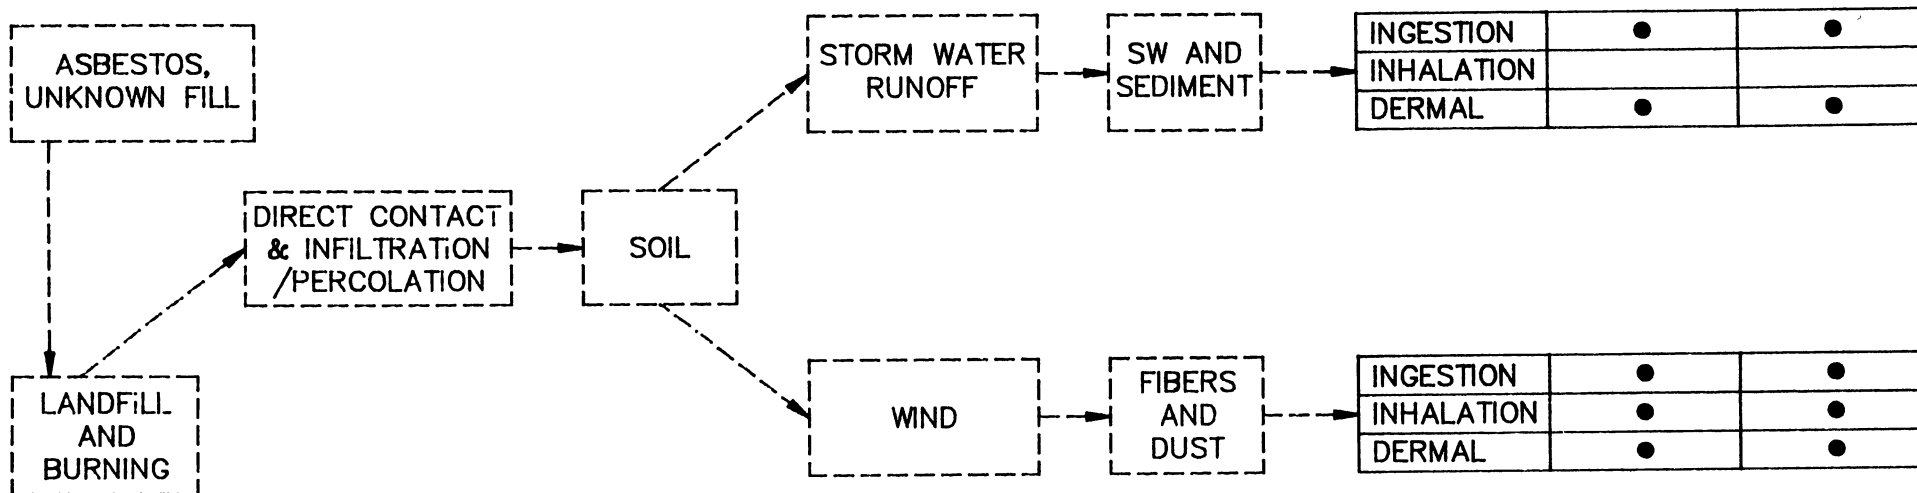 ASBESTOS,
UNKNOWN FILL
LANDFiLL
AND
BURNING
DIRECT CONTACT
& INFILTRATiON
/PERCOLATION
SOIL
STORM WATER
RUNOFF
SW AND
SEDIMENT
INGESTION ● ●
INHALATION
DERMAL ● ●
WIND
FIBERS
AND
DUST
INGESTION ● ●
INHALATION ● ●
DERMAL ● ●